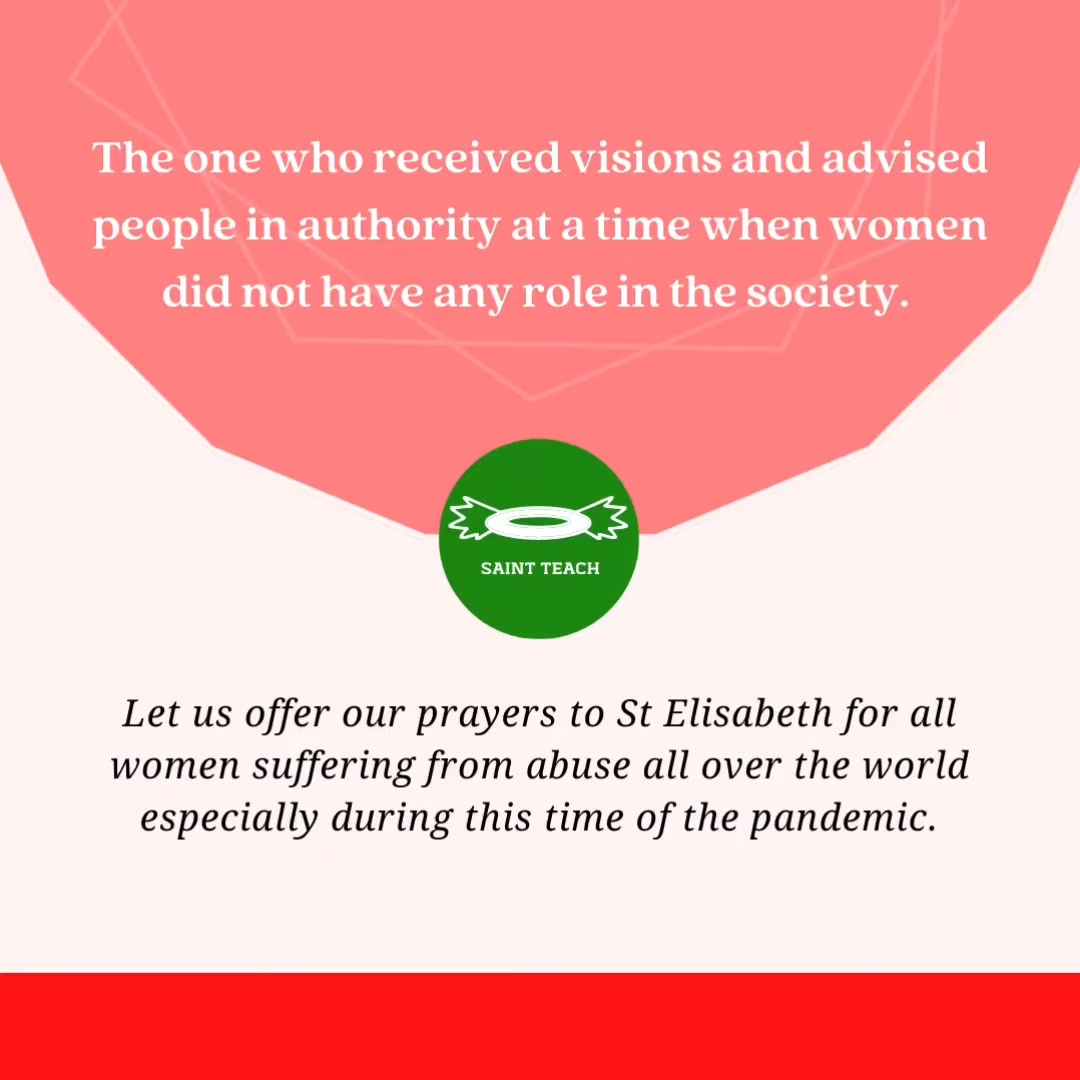 The one who received visions and advised
people in authority at a time when women
did not have any role in the society.
SAINT TEACH
Let us offer our prayers to St Elisabeth for all
women suffering from abuse all over the world
especially during this time of the pandemic.